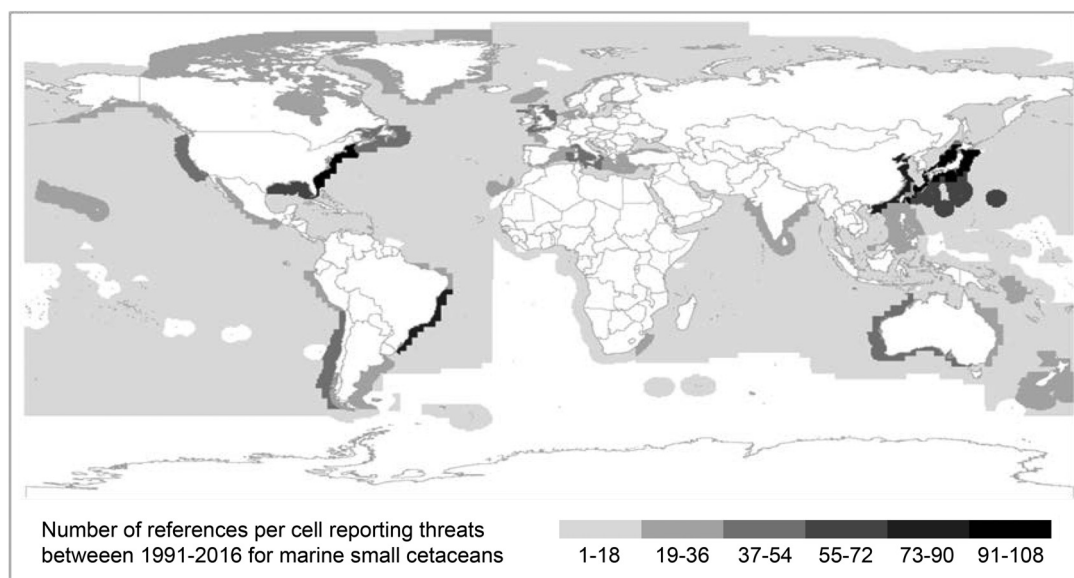 Number of references per cell reporting threats
betweeen 1991-2016 for marine small cetaceans
1-18 19-36 37-54 55-72 73-90 91-108